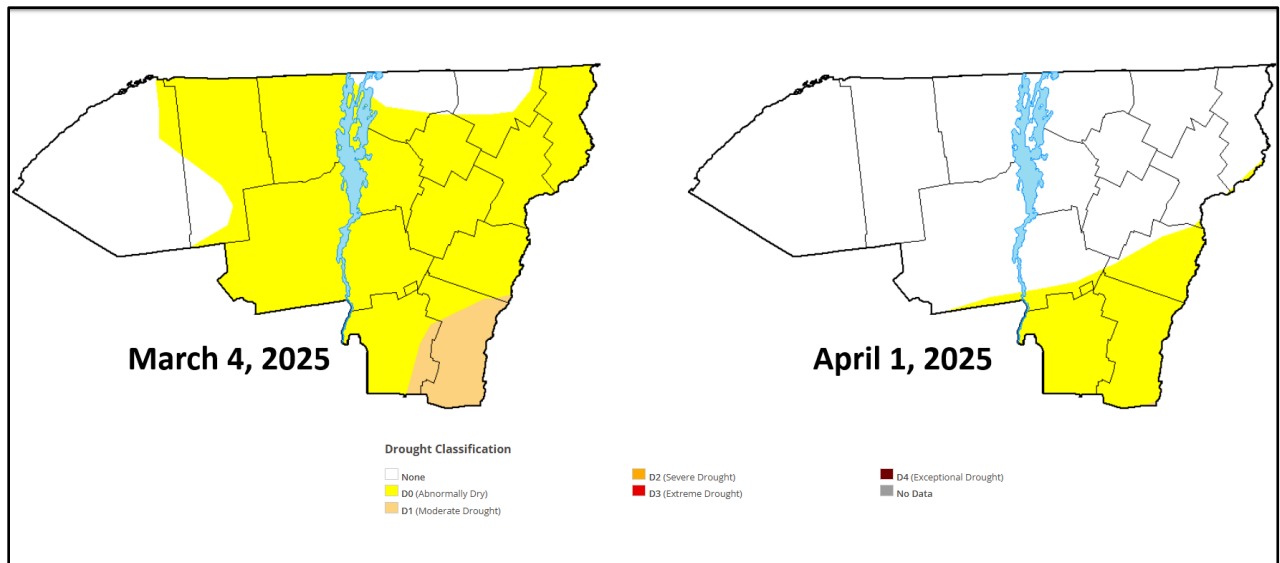 March 4, 2025
April 1, 2025
Drought Classification
None
D0 (Abnormally Dry)
D1 (Moderate Drought)
D2 (Severe Drought)
D3 (Extreme Drought)
D4 (Exceptional Drought)
No Data